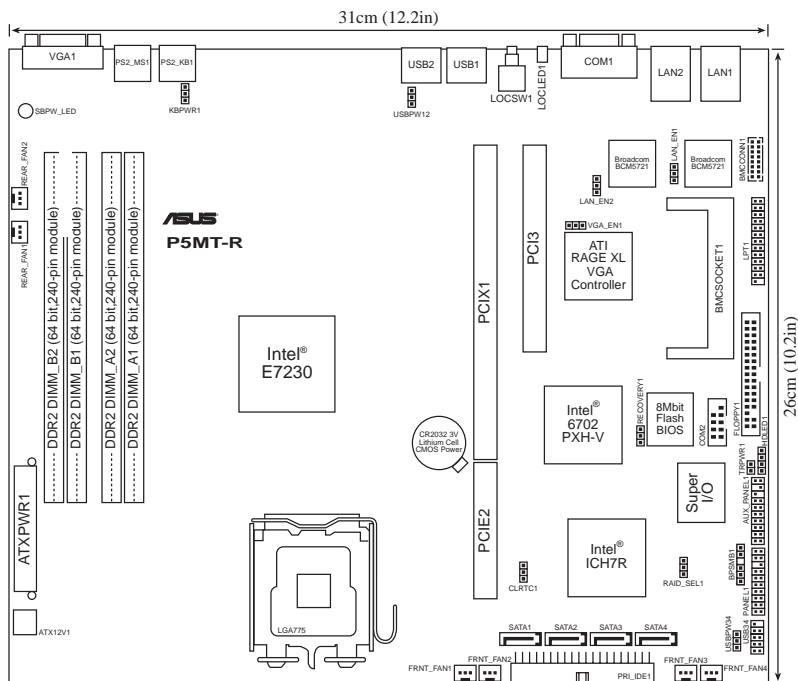 31cm (12.2in)
VGA1
PS2_MS1
PS2_KB1
KBPWR1
USB2
USB1
USBPW12
LOCSW1
LOCLED1
COM1
LAN2
LAN1
SBPW_LED
REAR_FAN2
REAR_FAN1
DDR2 DIMM_B2 (64 bit,240-pin module)
DDR2 DIMM_B1 (64 bit,240-pin module)
DDR2 DIMM_A2 (64 bit,240-pin module)
DDR2 DIMM_A1 (64 bit,240-pin module)
ASUS
P5MT-R
PCIX1
PCI3
LAN_EN2
Broadcom
BCM5721
LAN_EN1
Broadcom
BCM5721
BMCCONN1
VGA_EN1
ATI
RAGE XL
VGA
Controller
BMCSOCKET1
LPT1
26cm (10.2in)
Intel®
E7230
CR2032 3V
Lithium Cell
CMOS Power
Intel®
6702
PXH-V
RECOVERY1
8Mbit
Flash
BIOS
COM2
FLOPPY1
HDLED1
TRPWR1
ATXPWR1
PCIE2
Super
I/O
AUX_PANEL1
Intel®
ICH7R
CLRTC1
RAID_SEL1
BPSMB1
PANEL1
ATX12V1
LGA775
SATA1
SATA2
SATA3
SATA4
USBPW34
USB34
FRNT_FAN1
FRNT_FAN2
PRI_IDE1
FRNT_FAN3
FRNT_FAN4